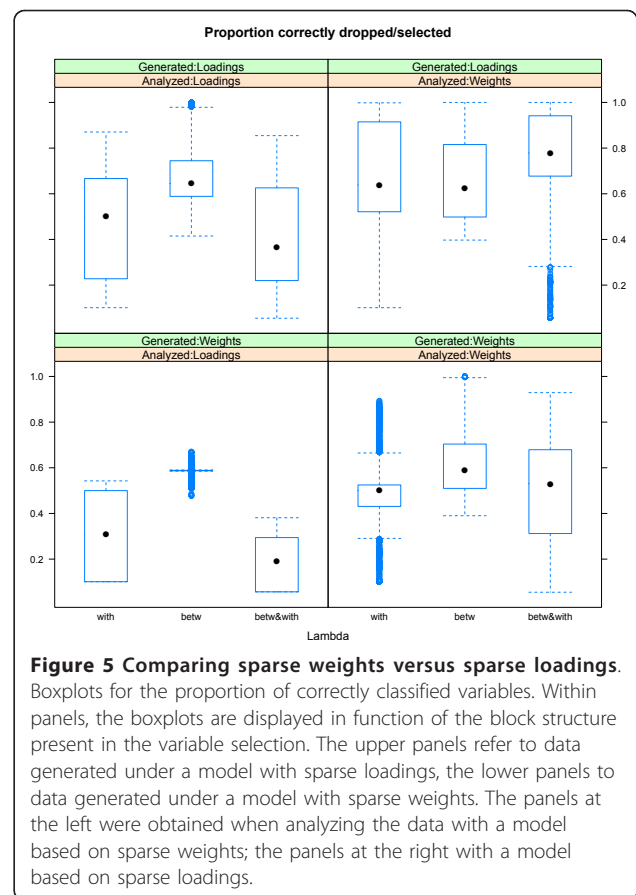 Proportion correctly dropped/selected
Generated:Loadings
Generated:Loadings
Analyzed:Loadings
Analyzed:Weights
1.0
0.8
0.6
0.4
0.2
Generated:Weights
Generated:Weights
Analyzed:Loadings
Analyzed:Weights
1.0
0.8
0.6
0.4
0.2
with
betw
betw&with
with
betw
betw&with
Lambda
Figure 5 Comparing sparse weights versus sparse loadings.
Boxplots for the proportion of correctly classified variables. Within
panels, the boxplots are displayed in function of the block structure
present in the variable selection. The upper panels refer to data
generated under a model with sparse loadings, the lower panels to
data generated under a model with sparse weights. The panels at
the left were obtained when analyzing the data with a model
based on sparse weights; the panels at the right with a model
based on sparse loadings.